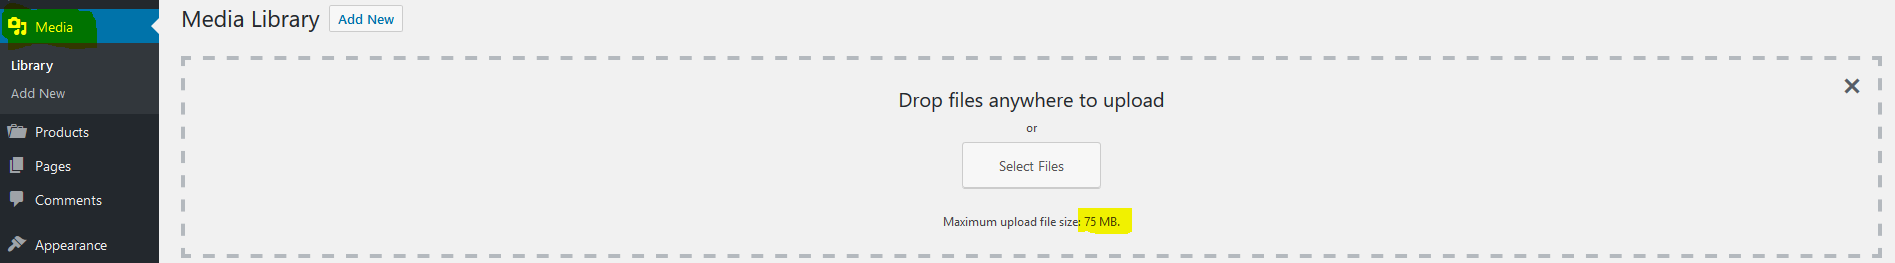 Media
Library
Add New
Products
Pages
Comments
Appearance
Media Library
Add New
Drop files anywhere to upload
or
Select Files
Maximum upload file size: 75 MB.